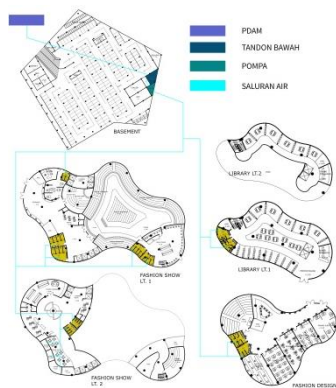 PDAM
TANDON BAWAH
POMPA
SALURAN AIR
BASEMENT
LIBRARY LT.2
FASHION SHOW
LT. 1
LIBRARY LT.1
FASHION SHOW
LT. 2
FASHION DESIGN